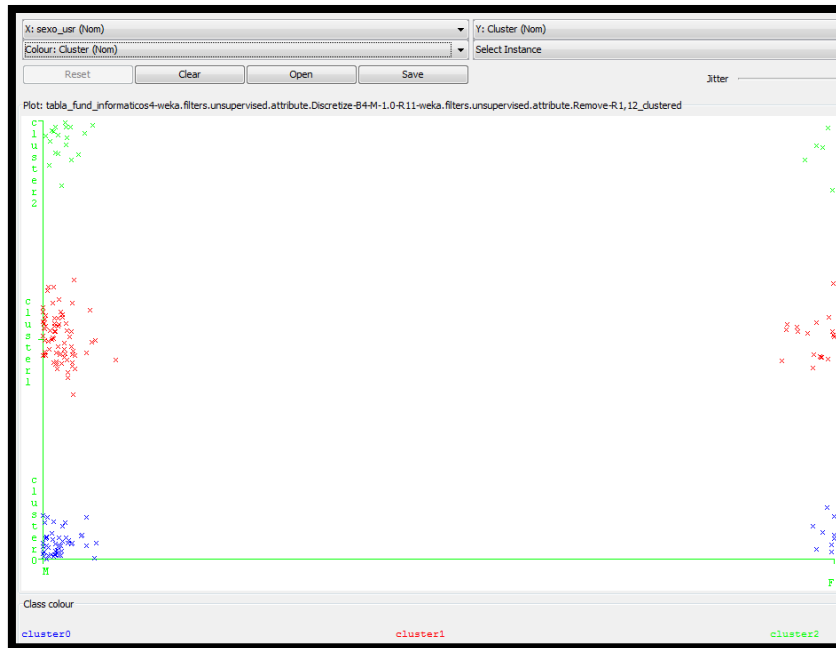 X: sexo_usr (Nom)
Y: Cluster (Nom)
Colour: Cluster (Nom)
Select Instance
Reset
Clear
Open
Save
Jitter
Plot: tabla_fund_informaticos4-weka.filters.unsupervised.attribute.Discretize-B4-M-1.0-R11-weka.filters.unsupervised.attribute.Remove-R1,12_clustered
cluster2
cluster1
cluster0
M
F
Class colour
cluster0
cluster1
cluster2